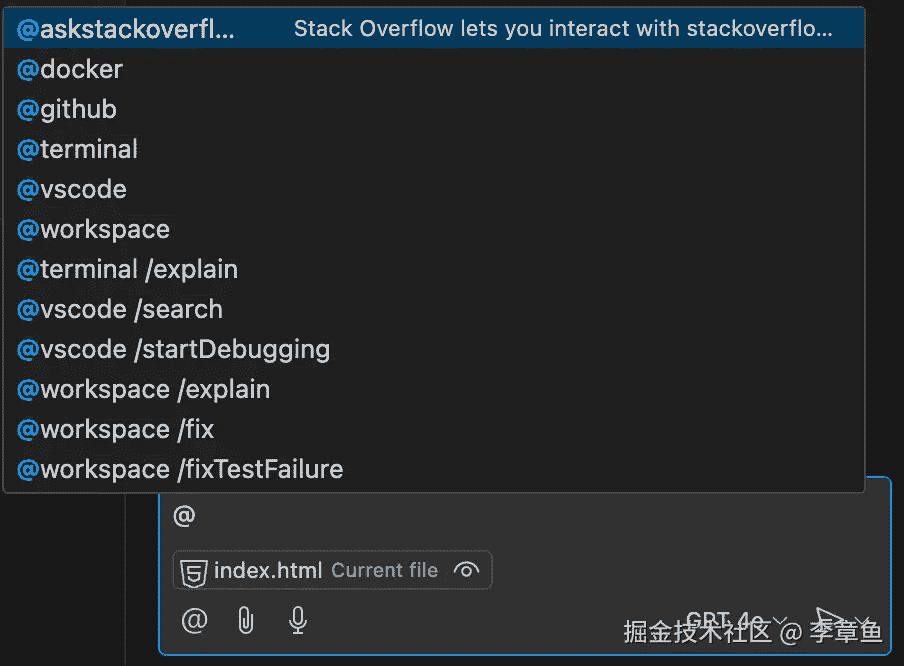 @askstackoverfl... Stack Overflow lets you interact with stackoverflo...
@docker
@github
@terminal
@vscode
@workspace
@terminal /explain
@vscode /search
@vscode /startDebugging
@workspace /explain
@workspace /fix
@workspace /fixTestFailure
@
index.html Current file
@
GPT 4o
掘金技术社区 @ 李章鱼